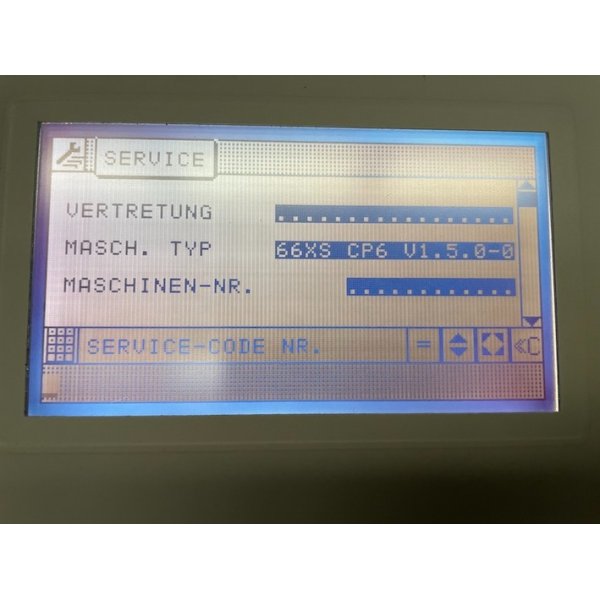 SERVICE
VERTRETUNG ..............
MASCH. TYP 66XS CP6 V1.5.0-0
MASCHINEN-NR. ..........
SERVICE-CODE NR. = «C